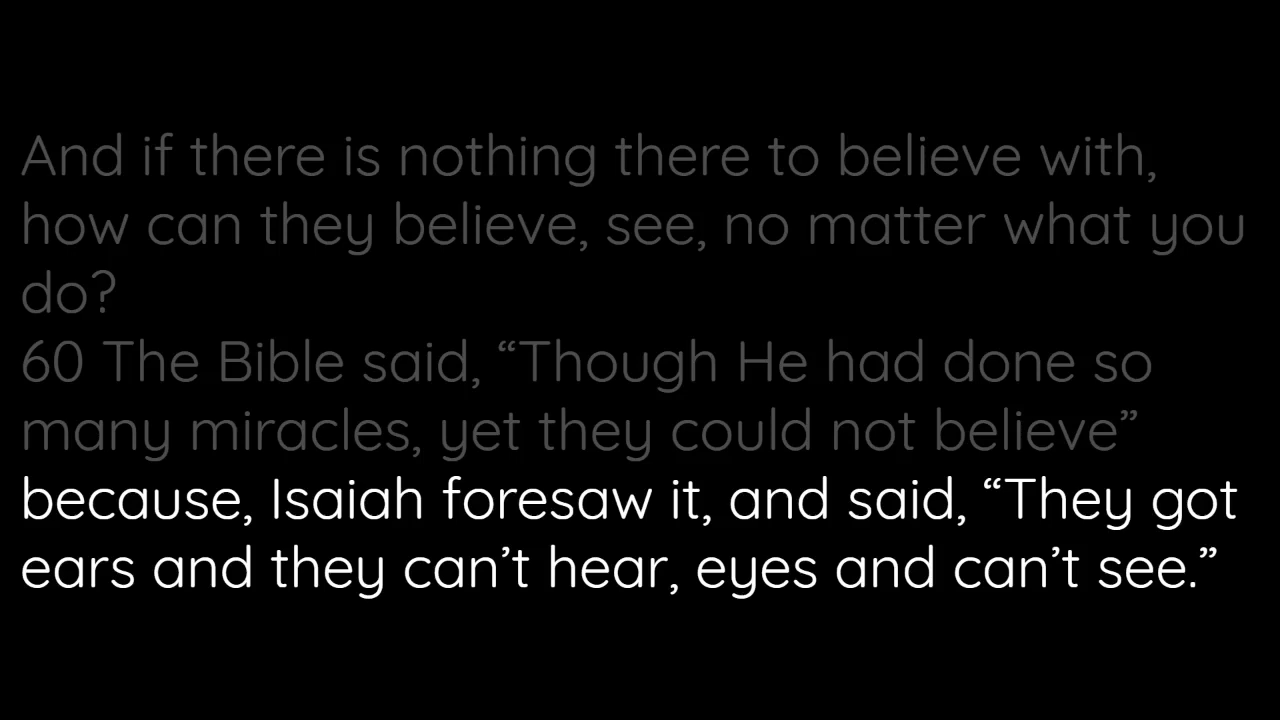 And if there is nothing there to believe with,
how can they believe, see, no matter what you
do?
60 The Bible said, “Though He had done so
many miracles, yet they could not believe”
because, Isaiah foresaw it, and said, “They got
ears and they can’t hear, eyes and can’t see.”